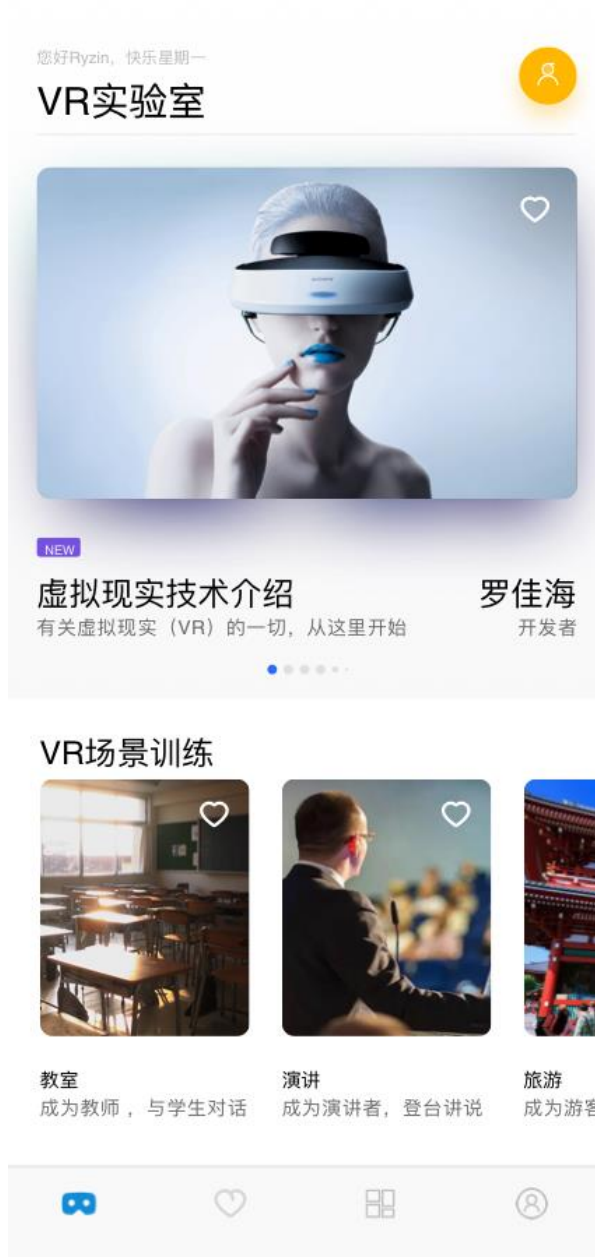 您好Ryzin, 快乐星期一
VR实验室
NEW
虚拟现实技术介绍
罗佳海
有关虚拟现实（VR）的一切，从这里开始
开发者
VR场景训练
教室
演讲
旅游
成为教师 ，与学生对话
成为演讲者，登台讲说
成为游客